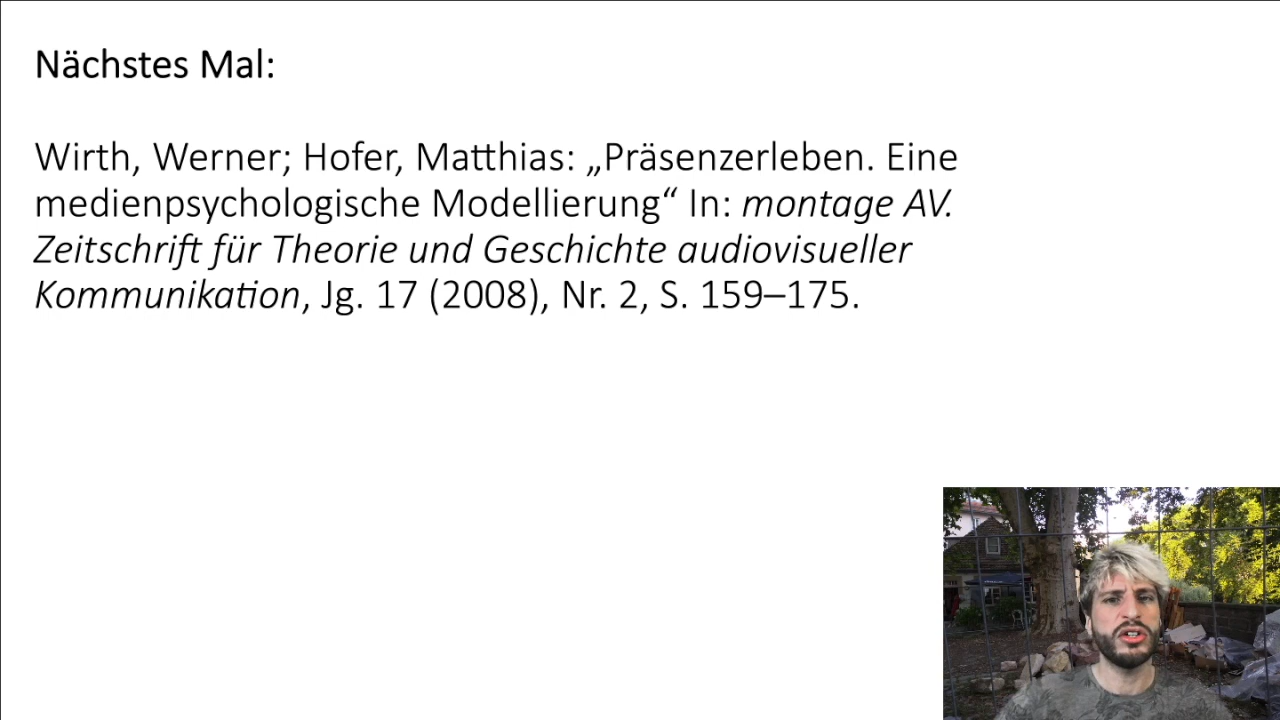 Nächstes Mal:
Wirth, Werner; Hofer, Matthias: „Präsenzerleben. Eine
medienpsychologische Modellierung“ In: montage AV.
Zeitschrift für Theorie und Geschichte audiovisueller
Kommunikation, Jg. 17 (2008), Nr. 2, S. 159–175.